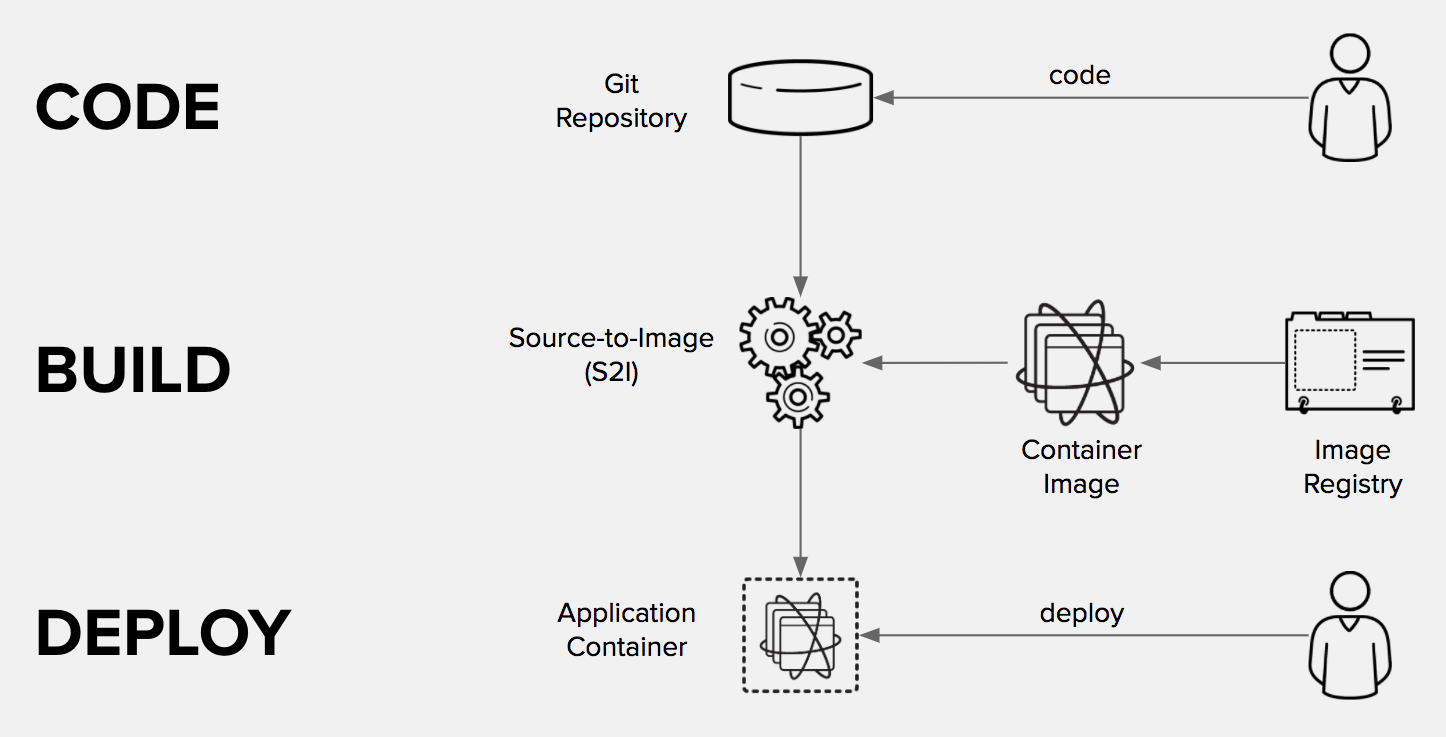 CODE
Git
Repository
code
BUILD
Source-to-Image
(S2I)
Container
Image
Image
Registry
DEPLOY
Application
Container
deploy